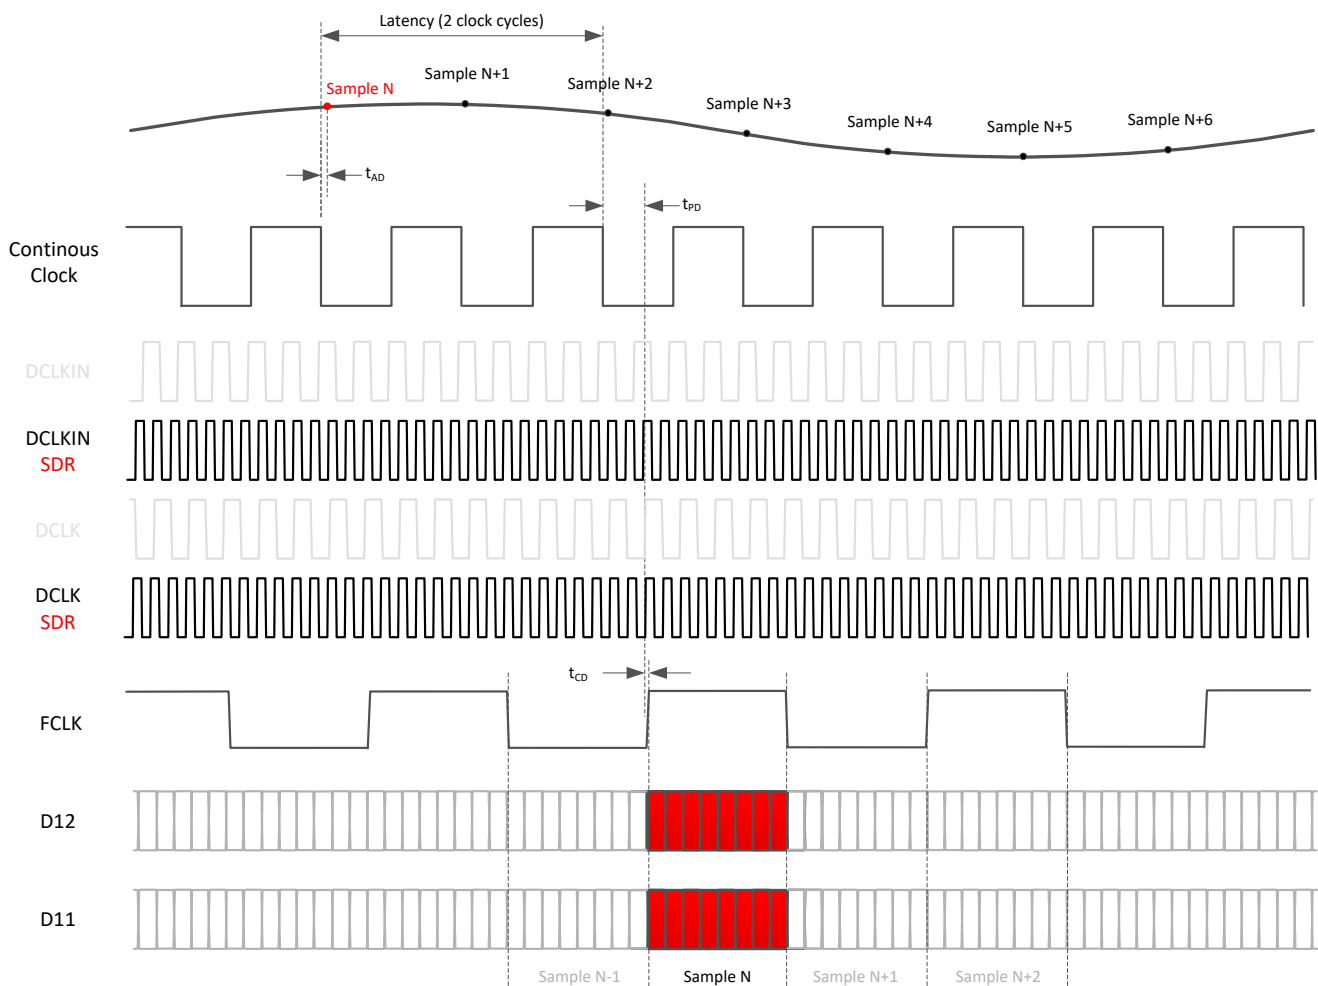 Latency (2 clock cycles)
Sample N
Sample N+1
Sample N+2
Sample N+3
Sample N+4
Sample N+5
Sample N+6
tAD
tPD
Continous
Clock
DCLKIN
DCLKIN
SDR
DCLK
DCLK
SDR
tCD
FCLK
D12
D11
Sample N-1
Sample N
Sample N+1
Sample N+2